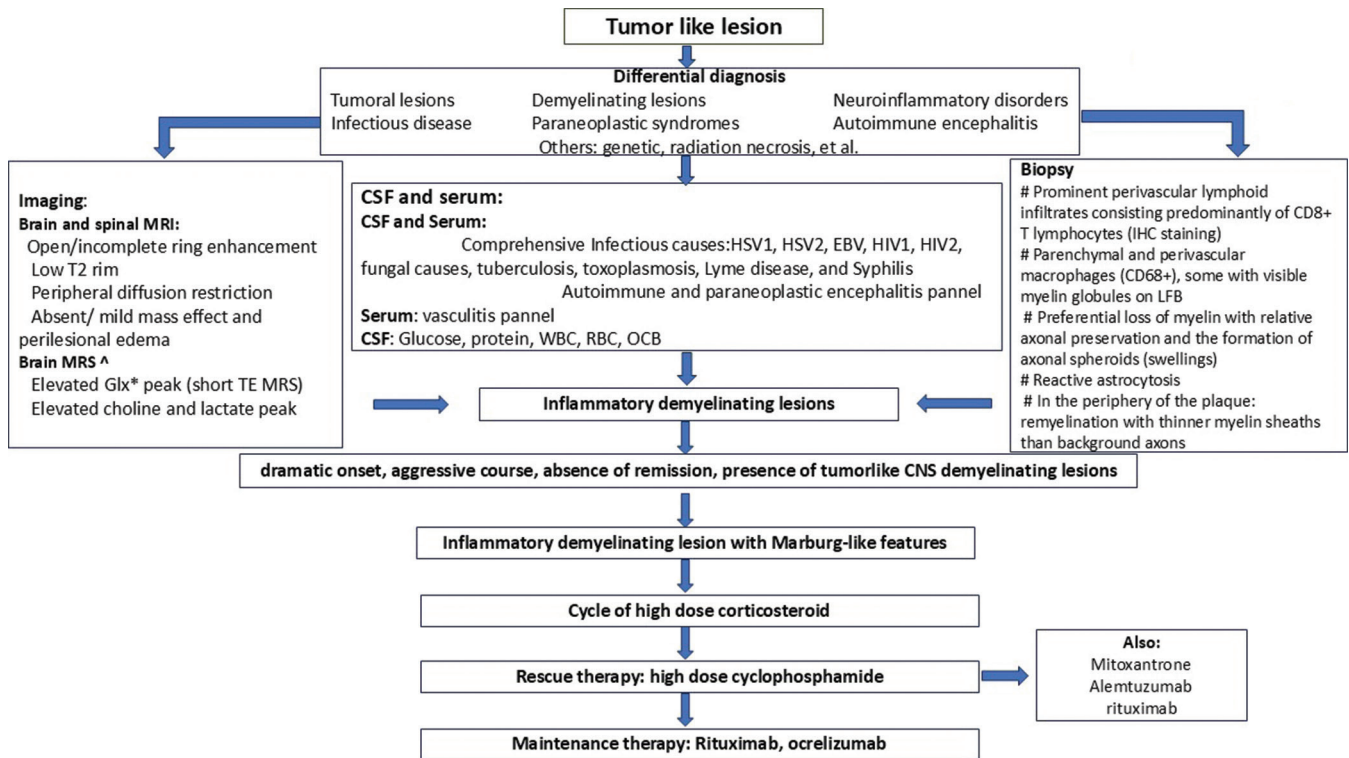 Tumor like lesion
Differential diagnosis
Tumoral lesions Demyelinating lesions Neuroinflammatory disorders
Infectious disease Paraneoplastic syndromes Autoimmune encephalitis
Others: genetic, radiation necrosis, et al.
Imaging:
Brain and spinal MRI:
Open/incomplete ring enhancement
Low T2 rim
Peripheral diffusion restriction
Absent/ mild mass effect and
perilesional edema
Brain MRS ^
Elevated Glx* peak (short TE MRS)
Elevated choline and lactate peak
CSF and serum:
CSF and Serum:
Comprehensive Infectious causes:HSV1, HSV2, EBV, HIV1, HIV2,
fungal causes, tuberculosis, toxoplasmosis, Lyme disease, and Syphilis
Autoimmune and paraneoplastic encephalitis pannel
Serum: vasculitis pannel
CSF: Glucose, protein, WBC, RBC, OCB
Biopsy
# Prominent perivascular lymphoid
infiltrates consisting predominantly of CD8+
T lymphocytes (IHC staining)
# Parenchymal and perivascular
macrophages (CD68+), some with visible
myelin globules on LFB
# Preferential loss of myelin with relative
axonal preservation and the formation of
axonal spheroids (swellings)
# Reactive astrocytosis
# In the periphery of the plaque:
remyelination with thinner myelin sheaths
than background axons
Inflammatory demyelinating lesions
dramatic onset, aggressive course, absence of remission, presence of tumorlike CNS demyelinating lesions
Inflammatory demyelinating lesion with Marburg-like features
Cycle of high dose corticosteroid
Rescue therapy: high dose cyclophosphamide
Also:
Mitoxantrone
Alemtuzumab
rituximab
Maintenance therapy: Rituximab, ocrelizumab